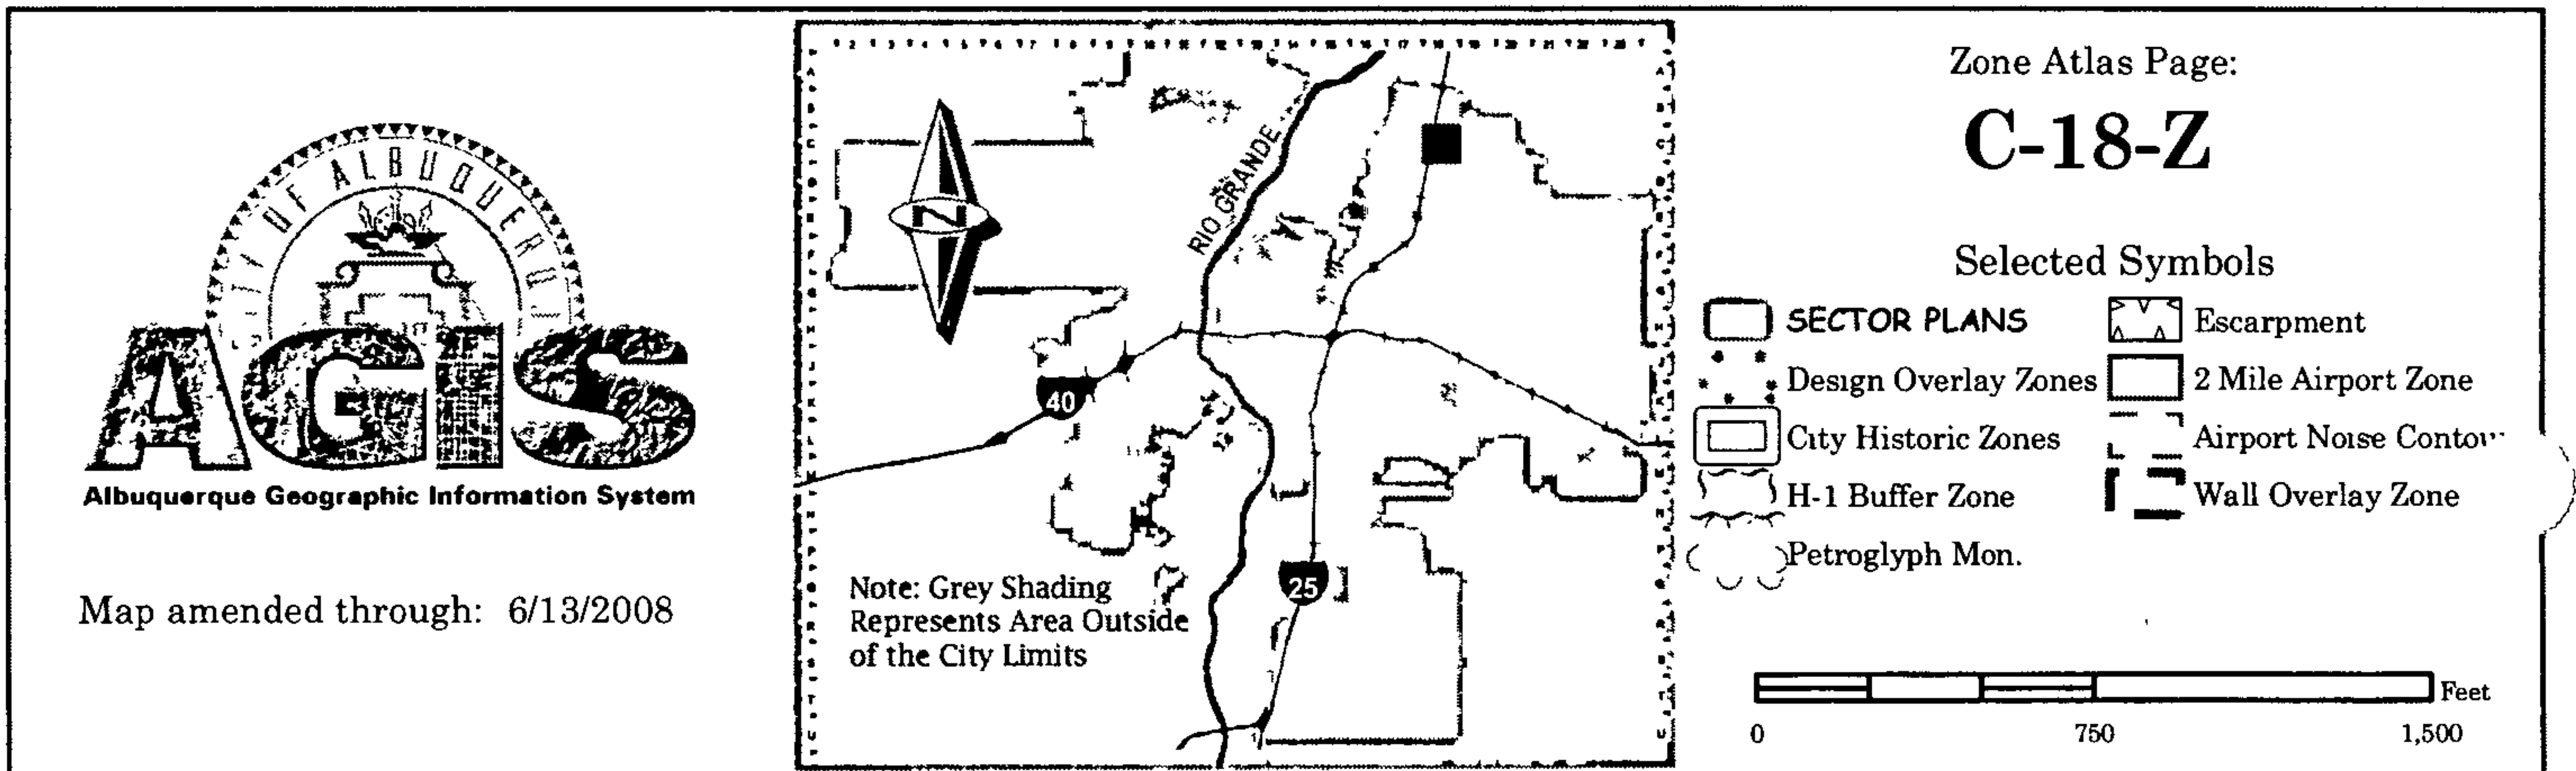 CITY OF ALBUQUERQUE
AGIS
Albuquerque Geographic Information System
Map amended through: 6/13/2008
RIO GRANDE
N
40
25
Note: Grey Shading
Represents Area Outside
of the City Limits
Zone Atlas Page:
C-18-Z
Selected Symbols
SECTOR PLANS
Escarpment
Design Overlay Zones
2 Mile Airport Zone
City Historic Zones
Airport Noise Contour
H-1 Buffer Zone
Wall Overlay Zone
Petroglyph Mon.
Feet
0 750 1,500